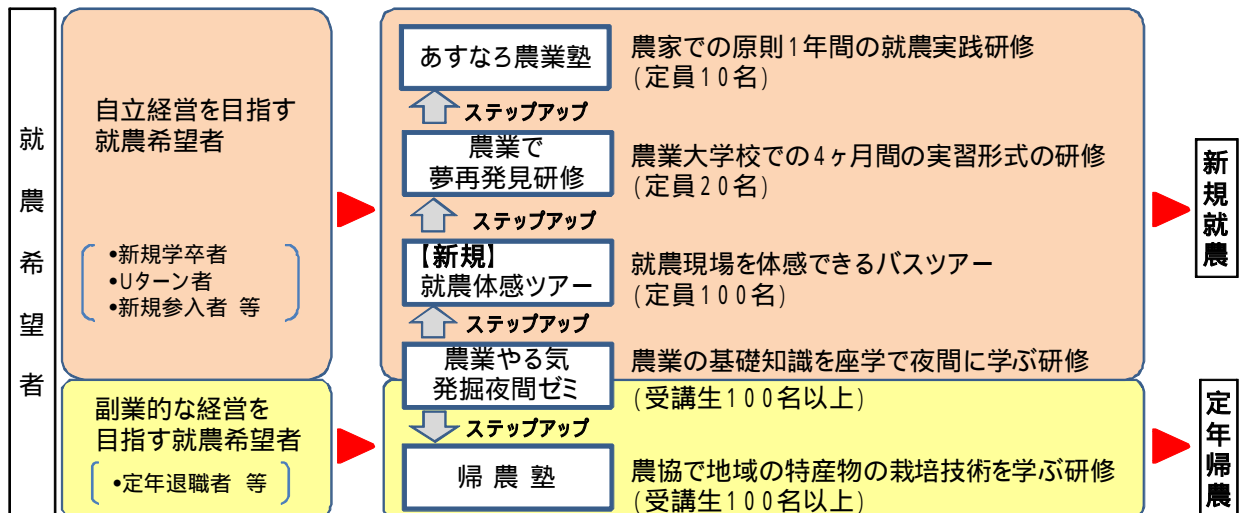 就農希望者
自立経営を目指す
就農希望者
•新規学卒者
•Uターン者
•新規参入者 等
副業的な経営を
目指す就農希望者
•定年退職者 等
あすなろ農業塾
農家での原則1年間の就農実践研修
(定員10名)
ステップアップ
農業で
夢再発見研修
農業大学校での4ヶ月間の実習形式の研修
(定員20名)
ステップアップ
【新規】
就農体感ツアー
就農現場を体感できるバスツアー
(定員100名)
ステップアップ
農業やる気
発掘夜間ゼミ
農業の基礎知識を座学で夜間に学ぶ研修
(受講生100名以上)
ステップアップ
帰農塾
農協で地域の特産物の栽培技術を学ぶ研修
(受講生100名以上)
新規就農
定年帰農